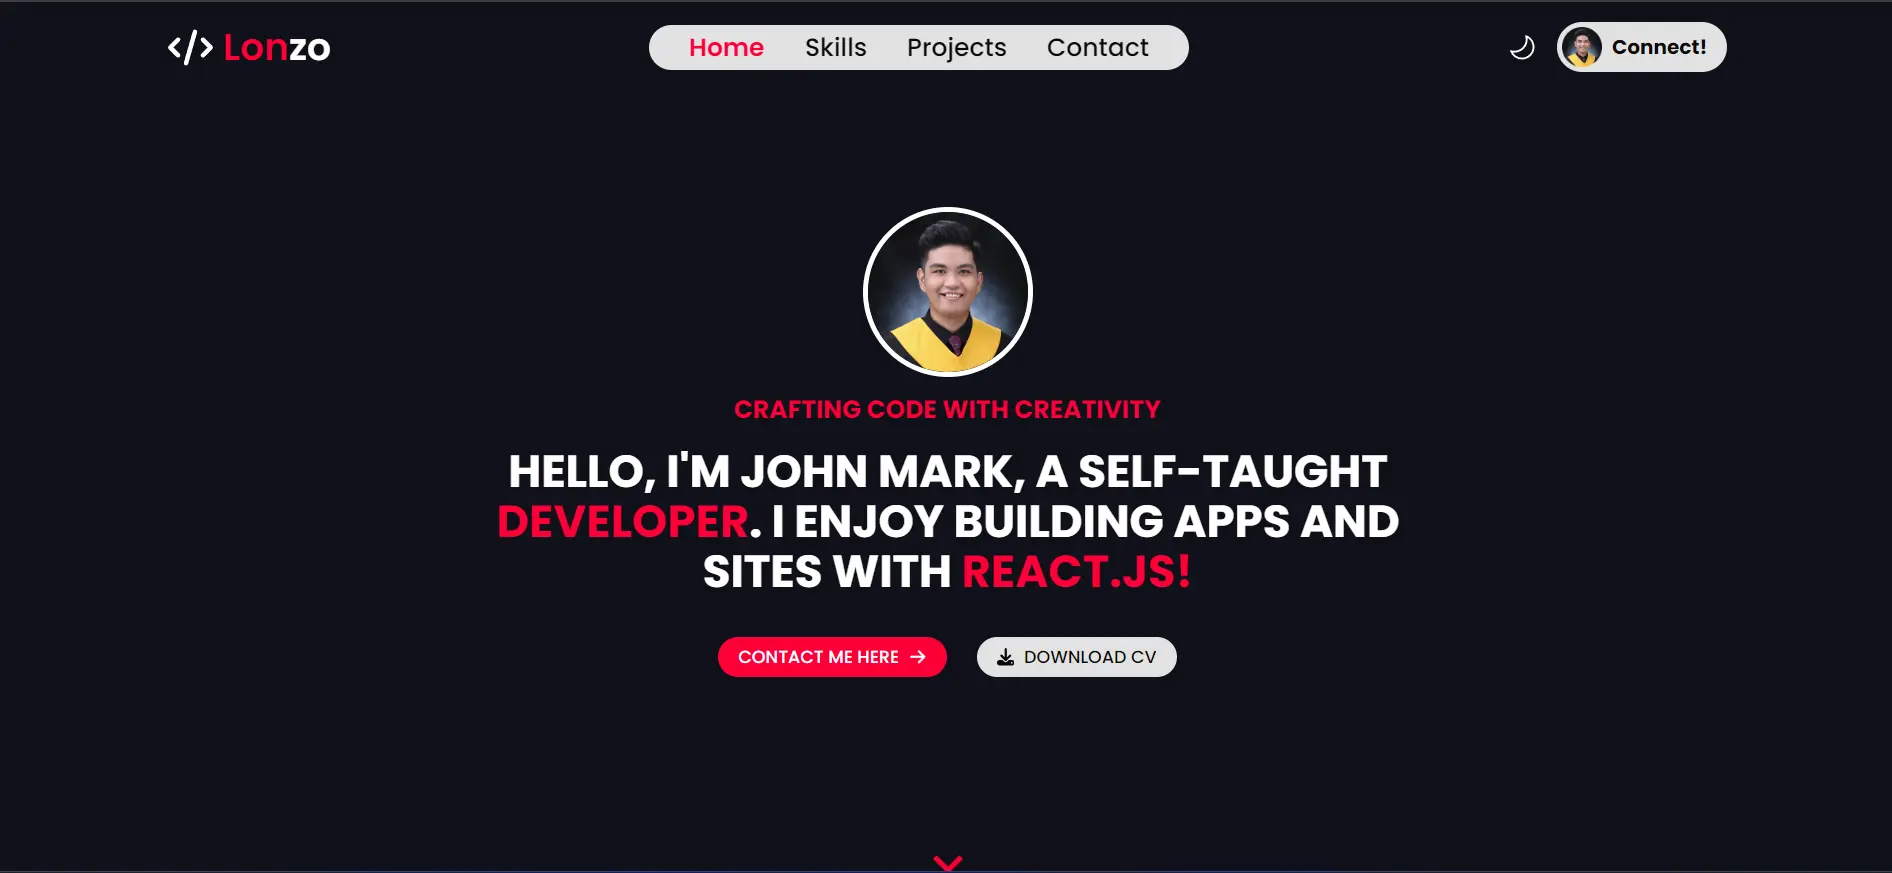 </> Lonzo
Home Skills Projects Contact
Connect!
CRAFTING CODE WITH CREATIVITY
HELLO, I'M JOHN MARK, A SELF-TAUGHT
DEVELOPER. I ENJOY BUILDING APPS AND
SITES WITH REACT.JS!
CONTACT ME HERE
DOWNLOAD CV